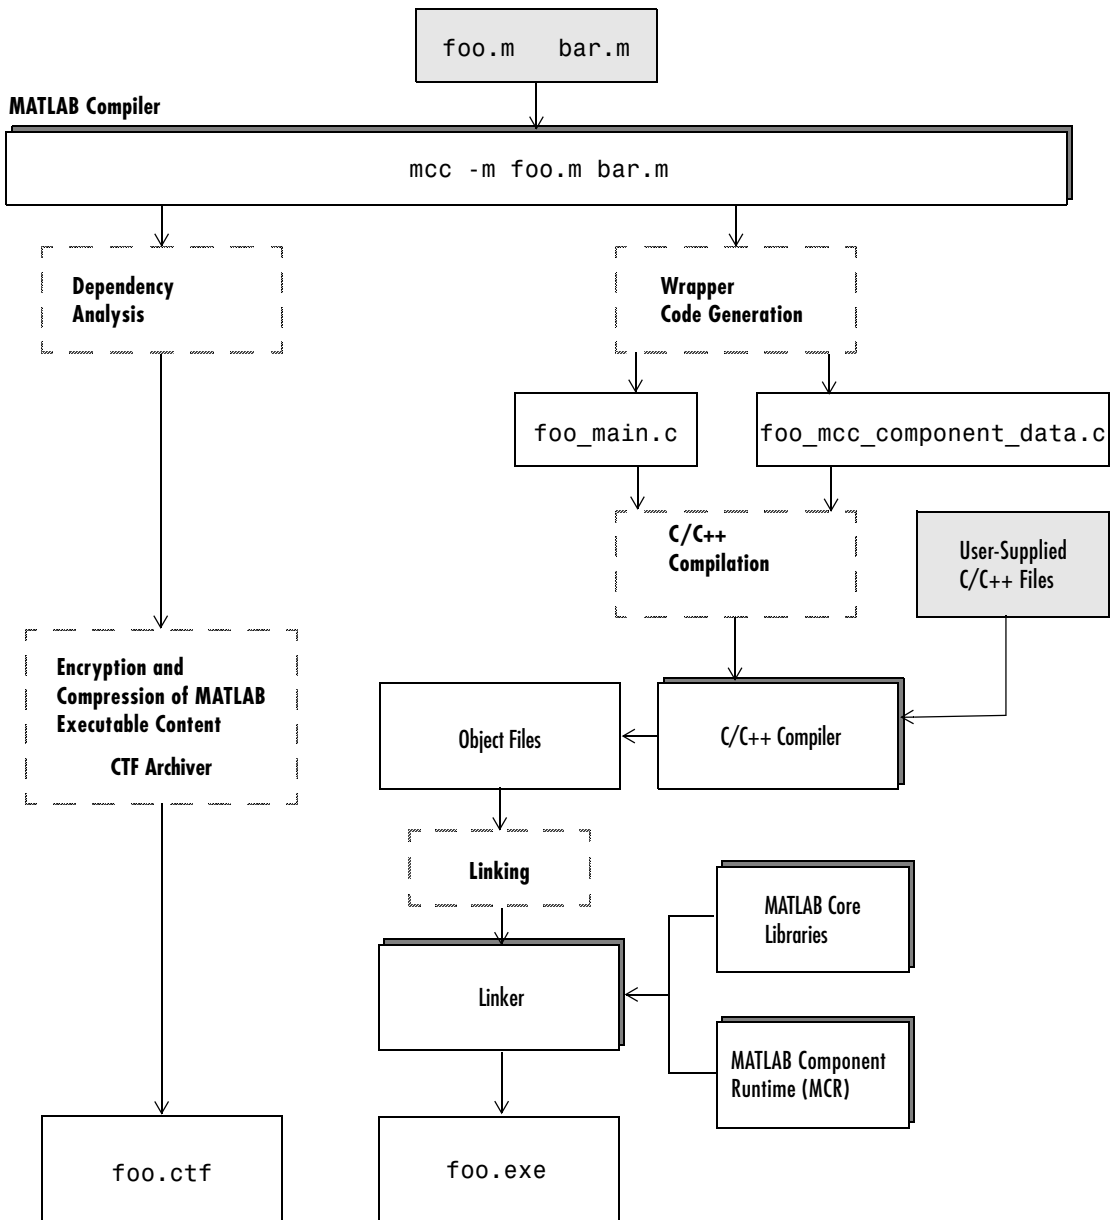 foo.m bar.m
MATLAB Compiler
mcc -m foo.m bar.m
Dependency
Analysis
Wrapper
Code Generation
foo_main.c
foo_mcc_component_data.c
C/C++
Compilation
User-Supplied
C/C++ Files
Encryption and
Compression of MATLAB
Executable Content
CTF Archiver
Object Files
C/C++ Compiler
Linking
MATLAB Core
Libraries
Linker
MATLAB Component
Runtime (MCR)
foo.ctf
foo.exe